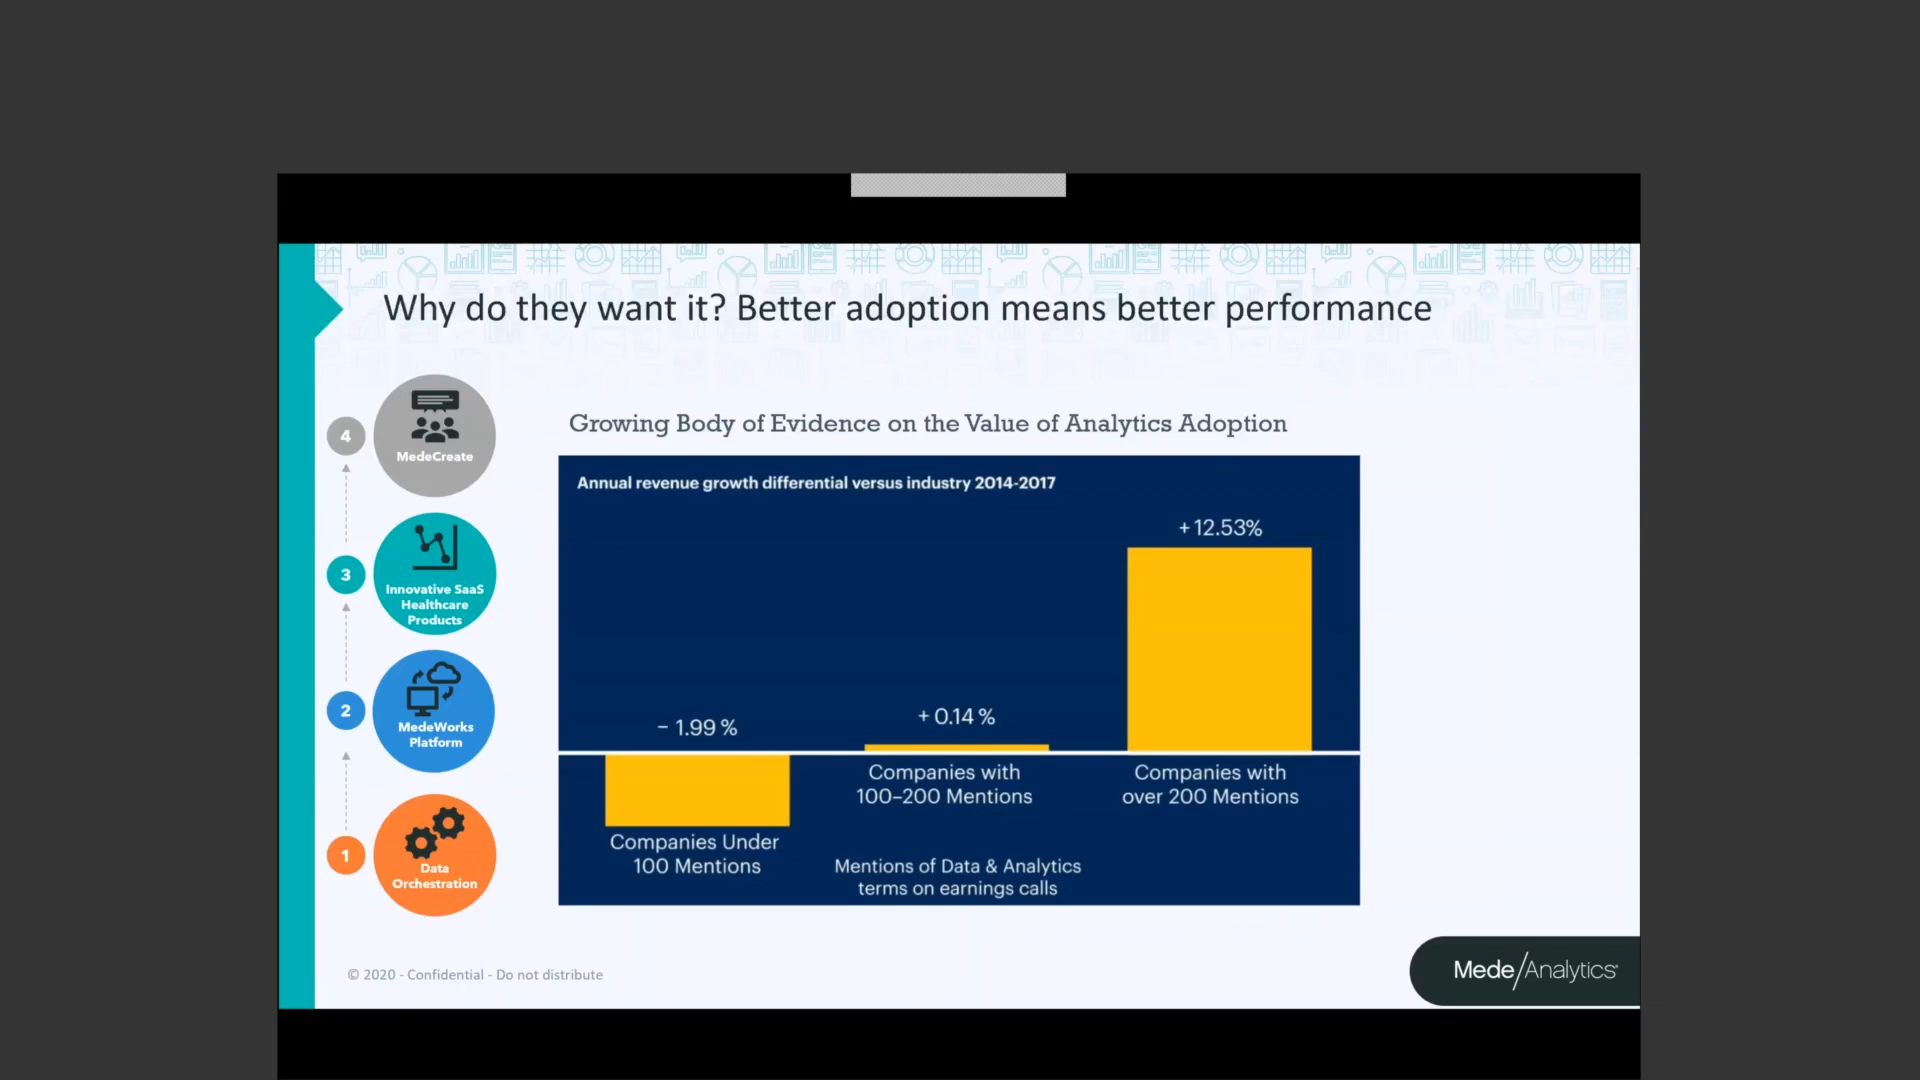 Why do they want it? Better adoption means better performance
4
MedeCreate
3
Innovative SaaS
Healthcare
Products
2
MedeWorks
Platform
1
Data
Orchestration
Growing Body of Evidence on the Value of Analytics Adoption
Annual revenue growth differential versus industry 2014-2017
− 1.99 %
+ 0.14 %
+ 12.53%
Companies Under
100 Mentions
Companies with
100–200 Mentions
Companies with
over 200 Mentions
Mentions of Data & Analytics
terms on earnings calls
© 2020 - Confidential - Do not distribute
Mede/Analytics